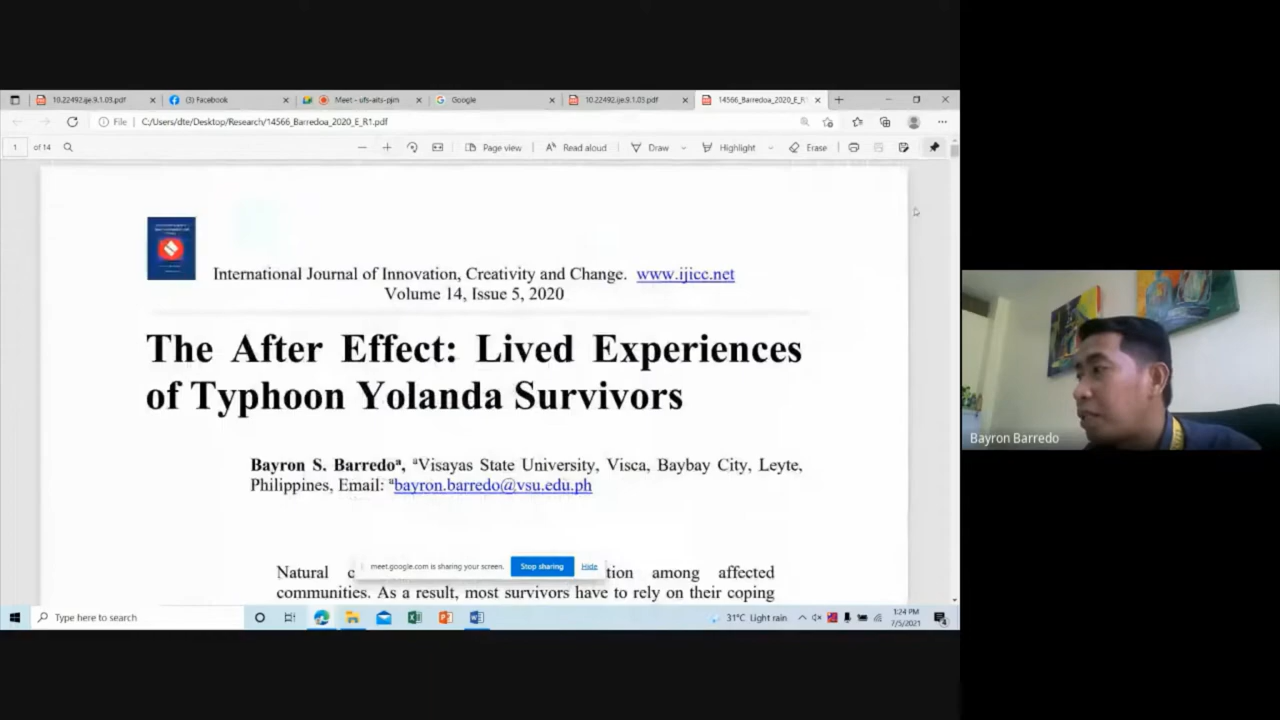 10.22492.ije.9.1.03.pdf
(3) Facebook
Meet - ufs-aits-pjm
Google
10.22492.ije.9.1.03.pdf
14566_Barredoa_2020_E_R1
File
C:/Users/dte/Desktop/Research/14566_Barredoa_2020_E_R1.pdf
1 of 14
Page view
Read aloud
Draw
Highlight
Erase
International Journal of Innovation, Creativity and Change. www.ijicc.net
Volume 14, Issue 5, 2020
The After Effect: Lived Experiences
of Typhoon Yolanda Survivors
Bayron S. Barredoª, ªVisayas State University, Visca, Baybay City, Leyte,
Philippines, Email: ªbayron.barredo@vsu.edu.ph
Bayron Barredo
meet.google.com is sharing your screen. Stop sharing Hide
Natural c tion among affected
communities. As a result, most survivors have to rely on their coping
Type here to search
31°C Light rain
1:24 PM
7/5/2021